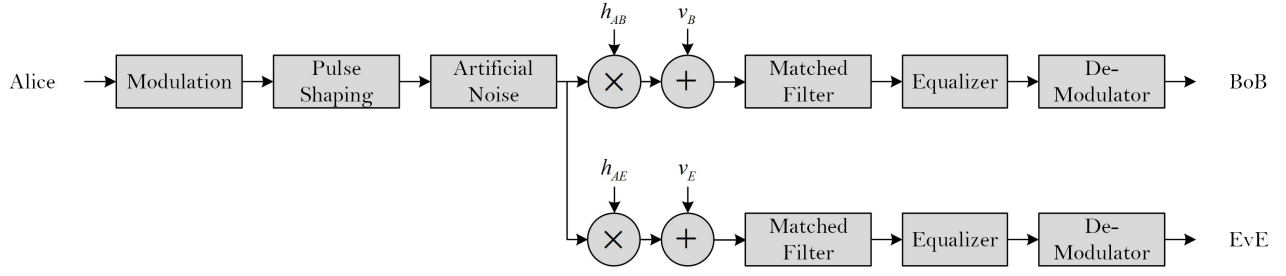 h_AB
v_B
Alice
Modulation
Pulse
Shaping
Artificial
Noise
×
+
Matched
Filter
Equalizer
De-
Modulator
BoB
h_AE
v_E
×
+
Matched
Filter
Equalizer
De-
Modulator
EvE